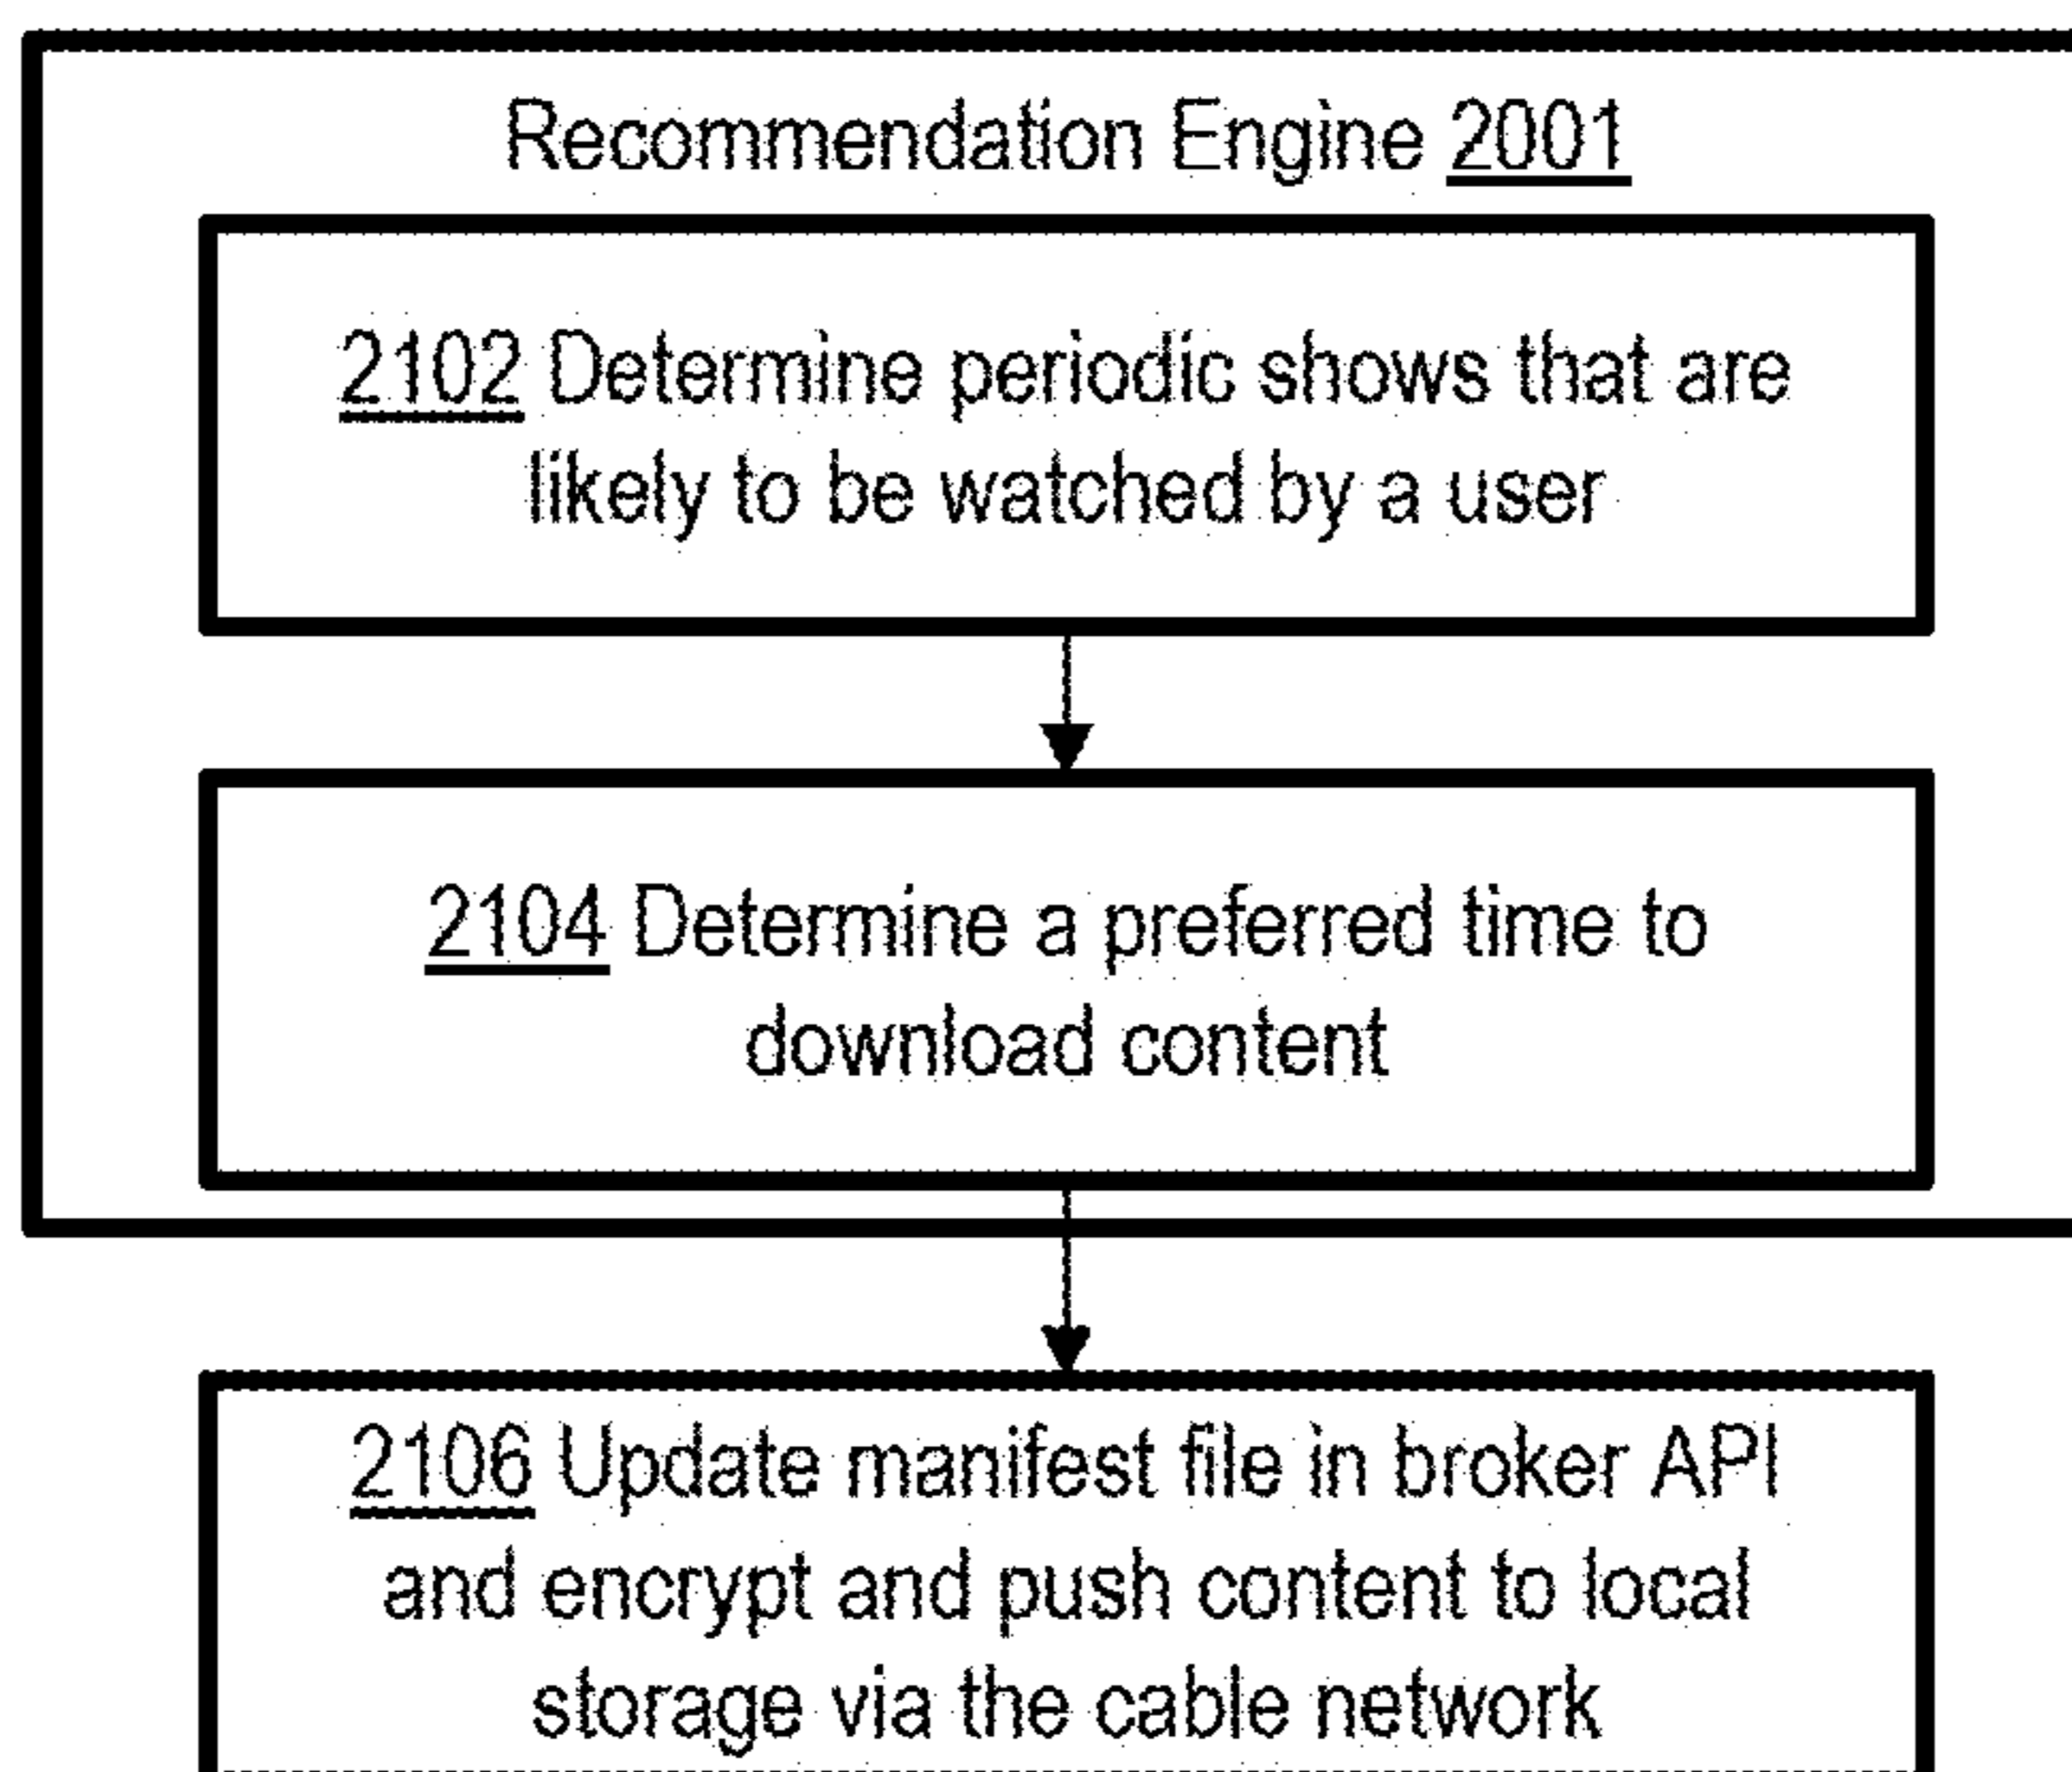 Recommendation Engine 2001
2102 Determine periodic shows that are
likely to be watched by a user
2104 Determine a preferred time to
download content
2106 Update manifest file in broker API
and encrypt and push content to local
storage via the cable network